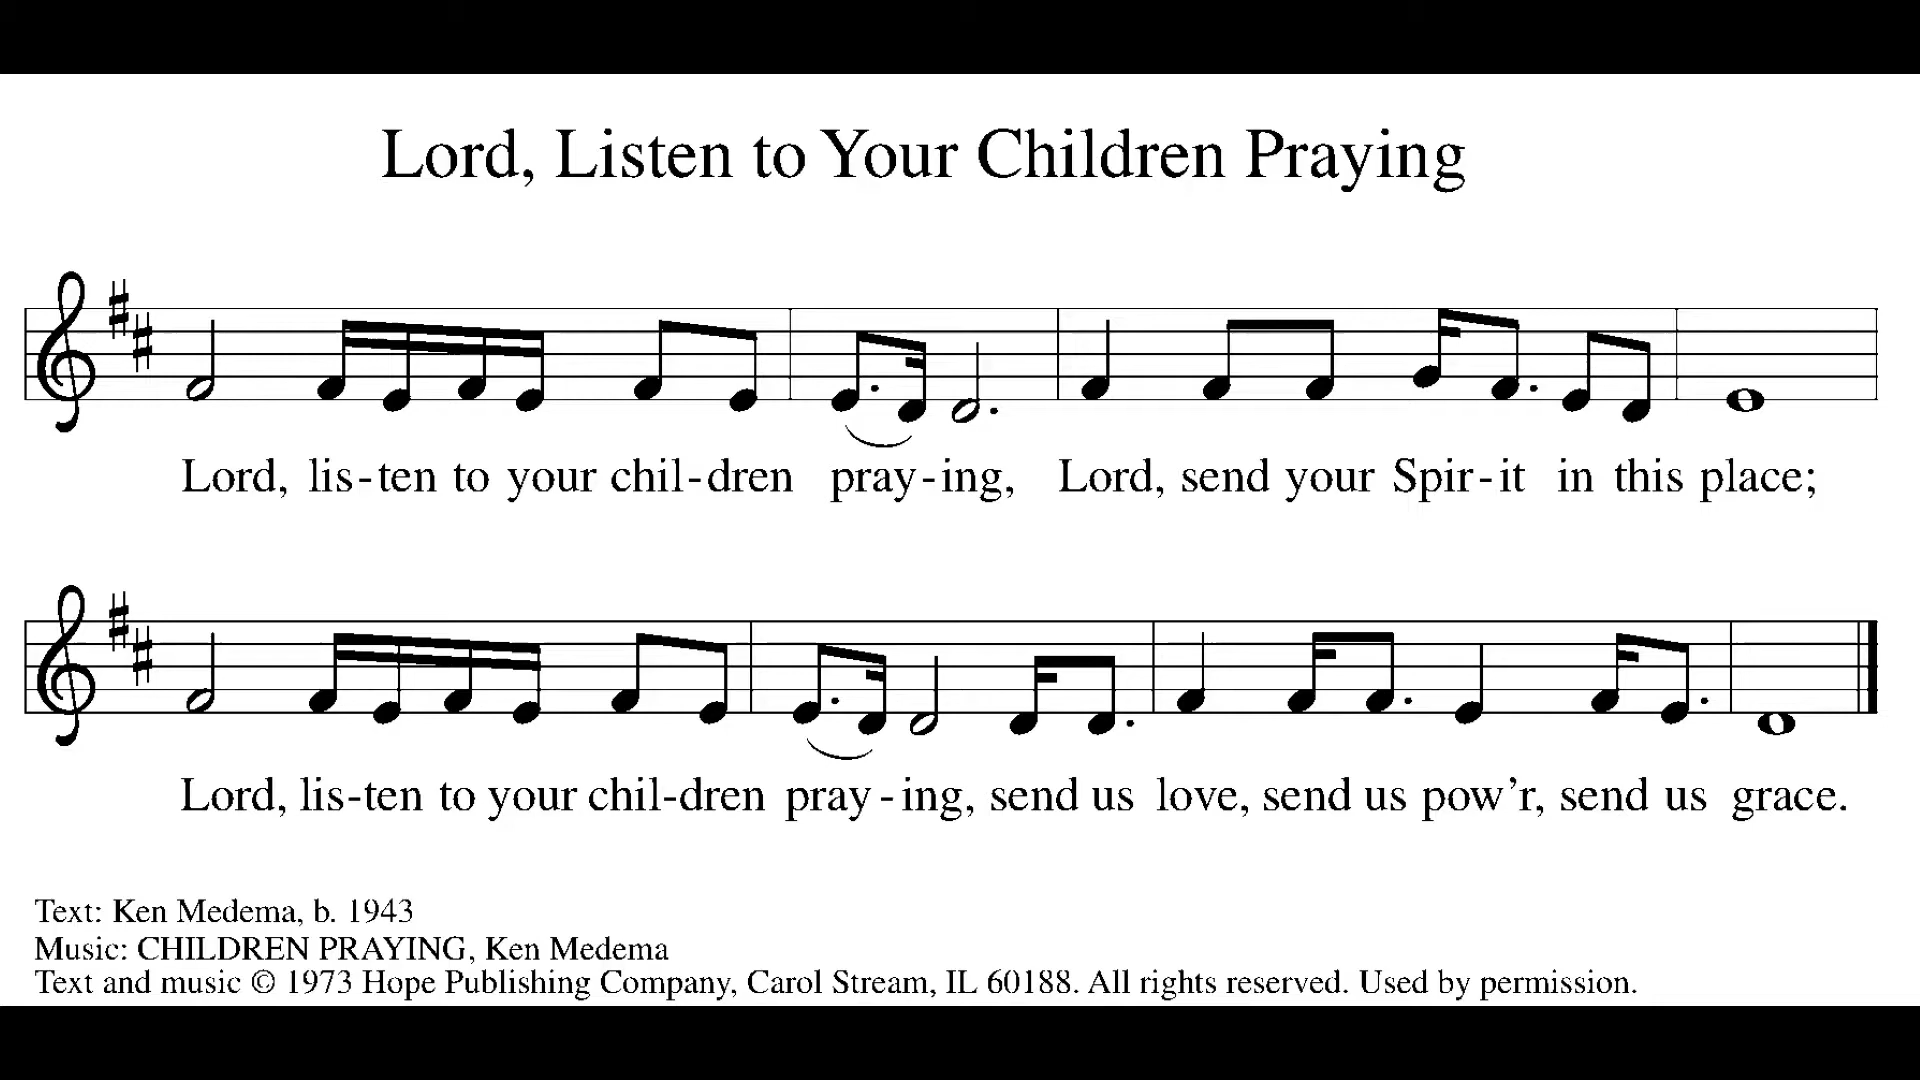 Lord, Listen to Your Children Praying
Lord, lis-ten to your chil-dren pray-ing, Lord, send your Spir-it in this place;
Lord, lis-ten to your chil-dren pray-ing, send us love, send us pow'r, send us grace.
Text: Ken Medema, b. 1943
Music: CHILDREN PRAYING, Ken Medema
Text and music © 1973 Hope Publishing Company, Carol Stream, IL 60188. All rights reserved. Used by permission.